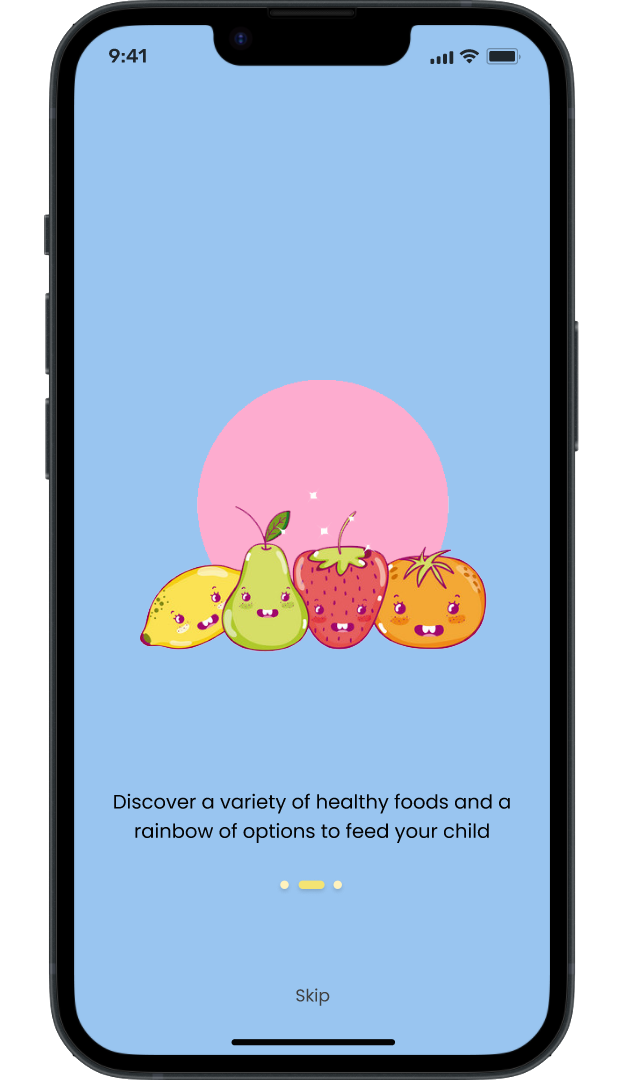 9:41
Discover a variety of healthy foods and a
rainbow of options to feed your child
Skip